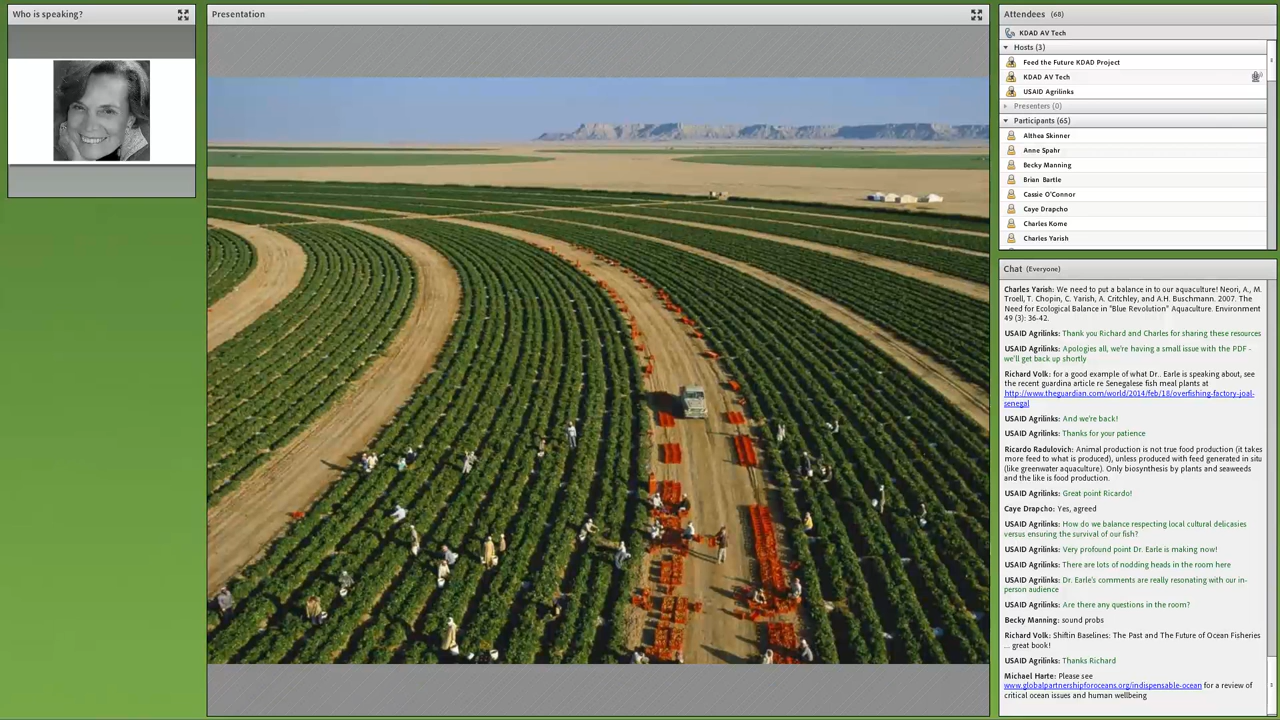 Who is speaking?
Presentation
Attendees (68)
KDAD AV Tech
Hosts (3)
Feed the Future KDAD Project
KDAD AV Tech
USAID Agrilinks
Presenters (0)
Participants (65)
Althea Skinner
Anne Spahr
Becky Manning
Brian Bartle
Cassie O'Connor
Caye Drapcho
Charles Kome
Charles Yarish
Chat (Everyone)
Charles Yarish: We need to put a balance in to our aquaculture! Neori, A., M.
Troell, T. Chopin, C. Yarish, A. Critchley, and A.H. Buschmann. 2007. The
Need for Ecological Balance in "Blue Revolution" Aquaculture. Environment
49 (3): 36-42.
USAID Agrilinks: Thank you Richard and Charles for sharing these resources
USAID Agrilinks: Apologies all, we're having a small issue with the PDF -
we'll get back up shortly
Richard Volk: for a good example of what Dr.. Earle is speaking about, see
the recent guardina article re Senegalese fish meal plants at
http://www.theguardian.com/world/2014/feb/18/overfishing-factory-joal-
senegal
USAID Agrilinks: And we're back!
USAID Agrilinks: Thanks for your patience
Ricardo Radulovich: Animal production is not true food production (it takes
more feed to what is produced), unless produced with feed generated in situ
(like greenwater aquaculture). Only biosynthesis by plants and seaweeds
and the like is food production.
USAID Agrilinks: Great point Ricardo!
Caye Drapcho: Yes, agreed
USAID Agrilinks: How do we balance respecting local cultural delicasies
versus ensuring the survival of our fish?
USAID Agrilinks: Very profound point Dr. Earle is making now!
USAID Agrilinks: There are lots of nodding heads in the room here
USAID Agrilinks: Dr. Earle's comments are really resonating with our in-
person audience
USAID Agrilinks: Are there any questions in the room?
Becky Manning: sound probs
Richard Volk: Shiftin Baselines: The Past and The Future of Ocean Fisheries
... great book!
USAID Agrilinks: Thanks Richard
Michael Harte: Please see
www.globalpartnershipforoceans.org/indispensable-ocean for a review of
critical ocean issues and human wellbeing